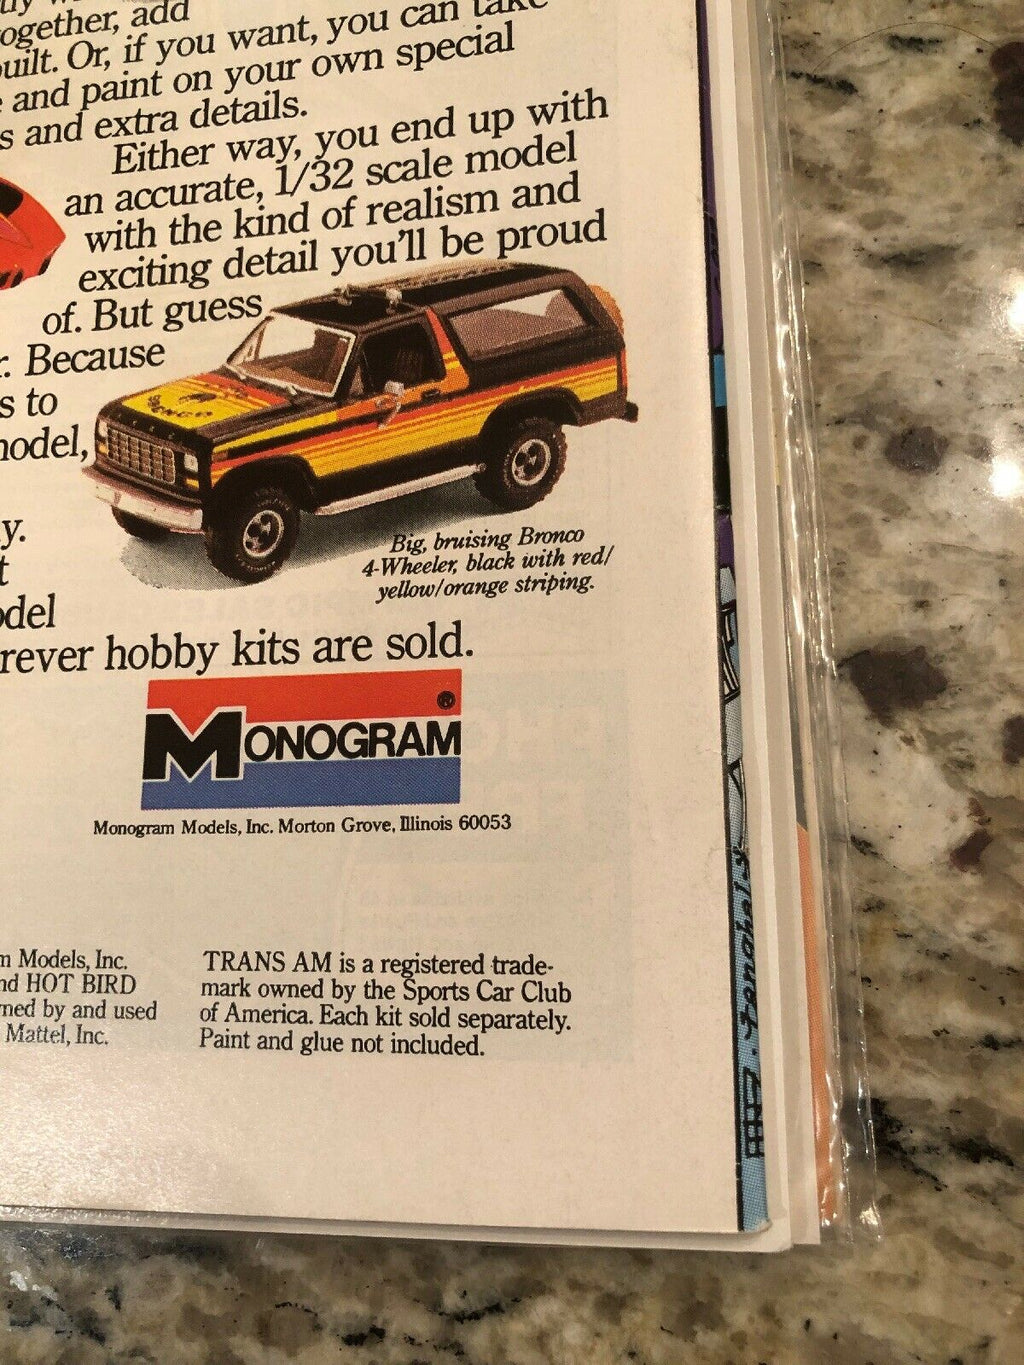 together, add
built. Or, if you want, you can take
and paint on your own special
s and extra details.
Either way, you end up with
an accurate, 1/32 scale model
with the kind of realism and
exciting detail you'll be proud
of. But guess
r. Because
s to
model,
y.
t
odel
rever hobby kits are sold.
BRONCO
Big, bruising Bronco
4-Wheeler, black with red/
yellow/orange striping.
MONOGRAM®
Monogram Models, Inc. Morton Grove, Illinois 60053
m Models, Inc.
nd HOT BIRD
ned by and used
Mattel, Inc.
TRANS AM is a registered trade-
mark owned by the Sports Car Club
of America. Each kit sold separately.
Paint and glue not included.